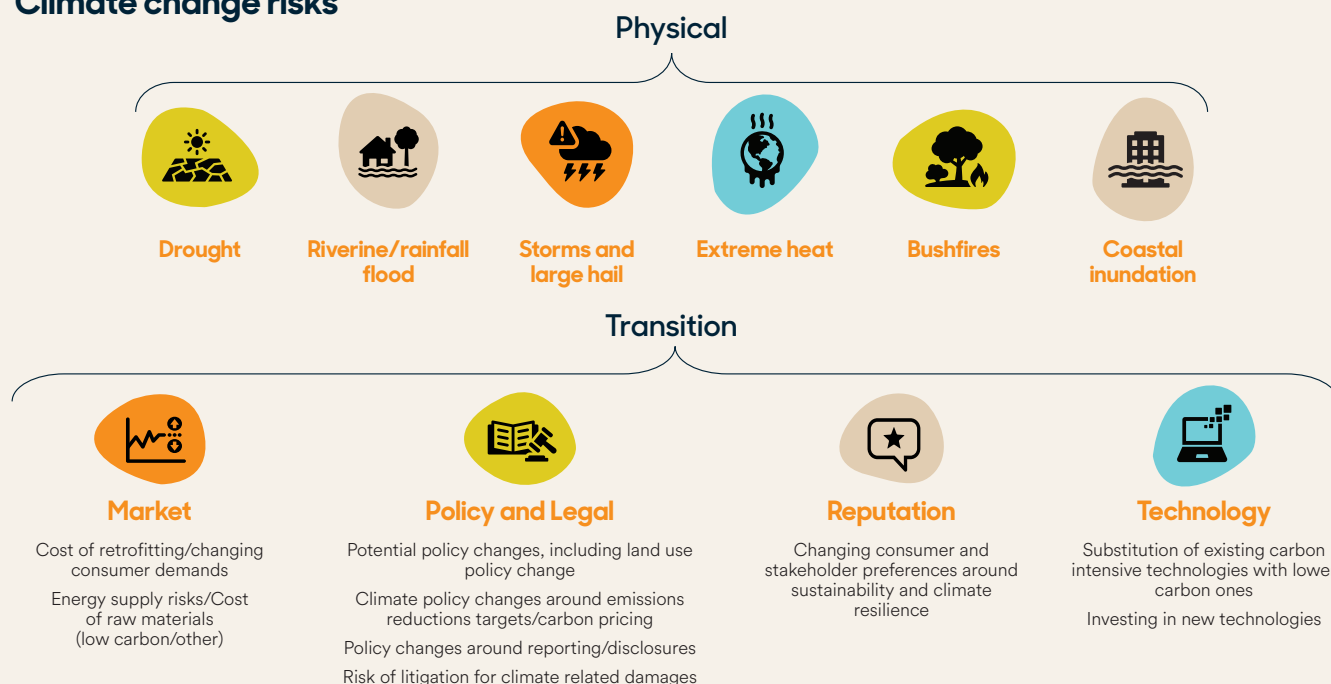 Climate change risks
Physical
Drought
Riverine/rainfall
flood
Storms and
large hail
Extreme heat
Bushfires
Coastal
inundation
Transition
Market
Cost of retrofitting/changing
consumer demands
Energy supply risks/Cost
of raw materials
(low carbon/other)
Policy and Legal
Potential policy changes, including land use
policy change
Climate policy changes around emissions
reductions targets/carbon pricing
Policy changes around reporting/disclosures
Risk of litigation for climate related damages
Reputation
Changing consumer and
stakeholder preferences around
sustainability and climate
resilience
Technology
Substitution of existing carbon
intensive technologies with lowe
carbon ones
Investing in new technologies